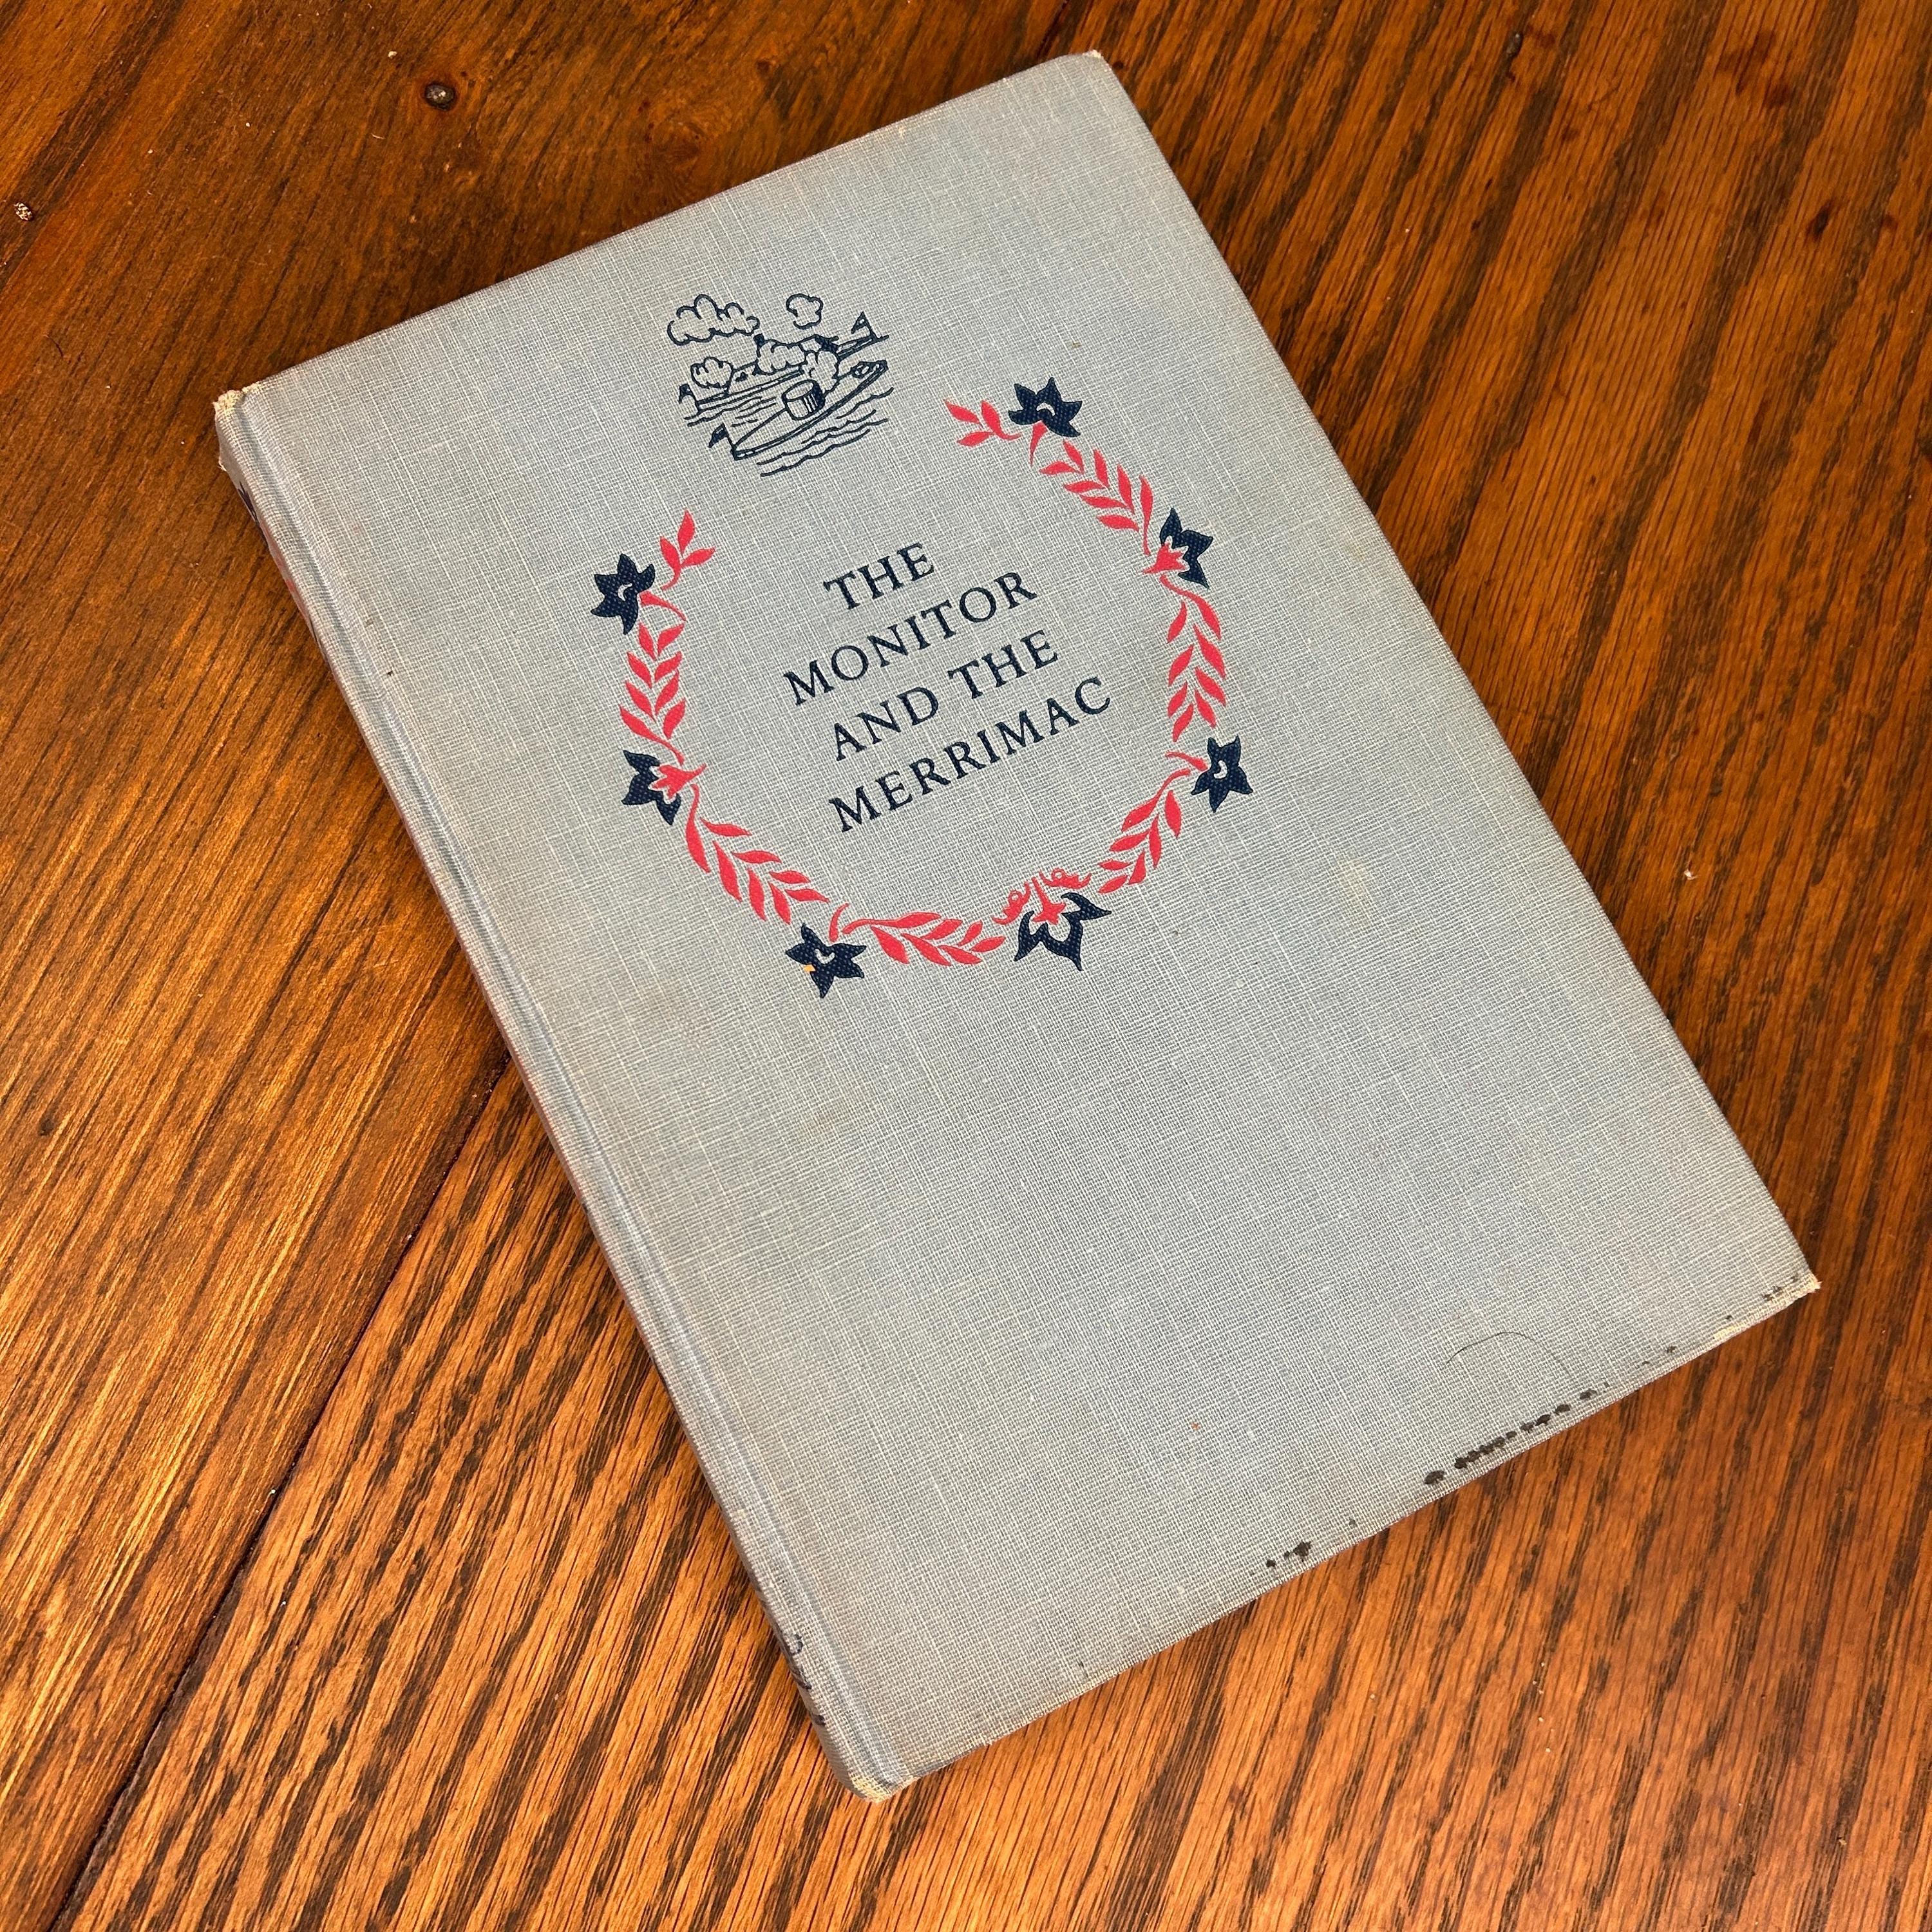 THE
MONITOR
AND THE
MERRIMAC